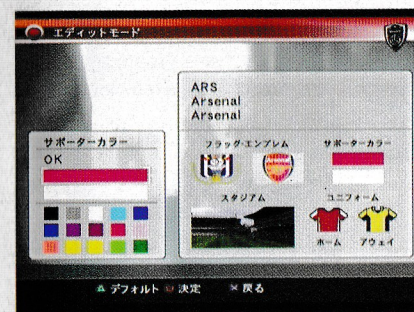 エディットモード
サポーターカラー
OK
ARS
Arsenal
Arsenal
フラッグ・エンブレム
サポーターカラー
スタジアム
ユニフォーム
ホーム
アウェイ
△ デフォルト ○ 決定 × 戻る